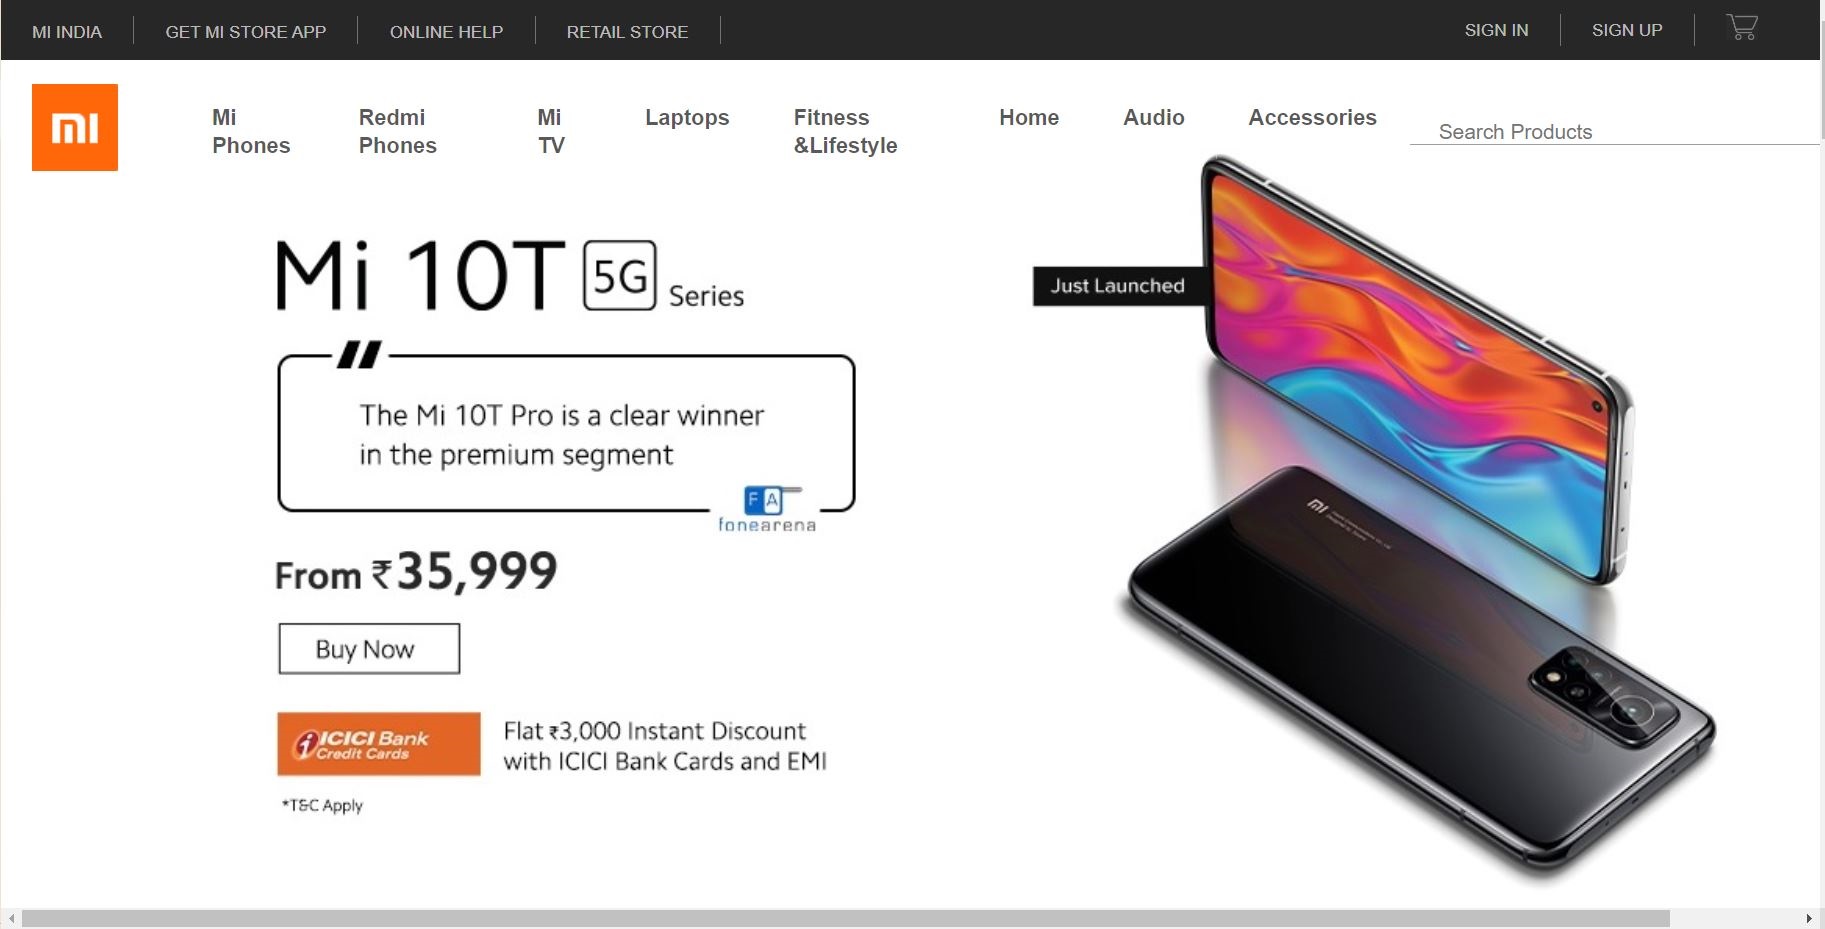 MI INDIA
GET MI STORE APP
ONLINE HELP
RETAIL STORE
SIGN IN
SIGN UP
mi
Mi
Phones
Redmi
Phones
Mi
TV
Laptops
Fitness
&Lifestyle
Home
Audio
Accessories
Search Products
Mi 10T 5G Series
Just Launched
The Mi 10T Pro is a clear winner
in the premium segment
FA
fonearena
From ₹35,999
Buy Now
ICICI Bank
Credit Cards
Flat ₹3,000 Instant Discount
with ICICI Bank Cards and EMI
*T&C Apply
mi